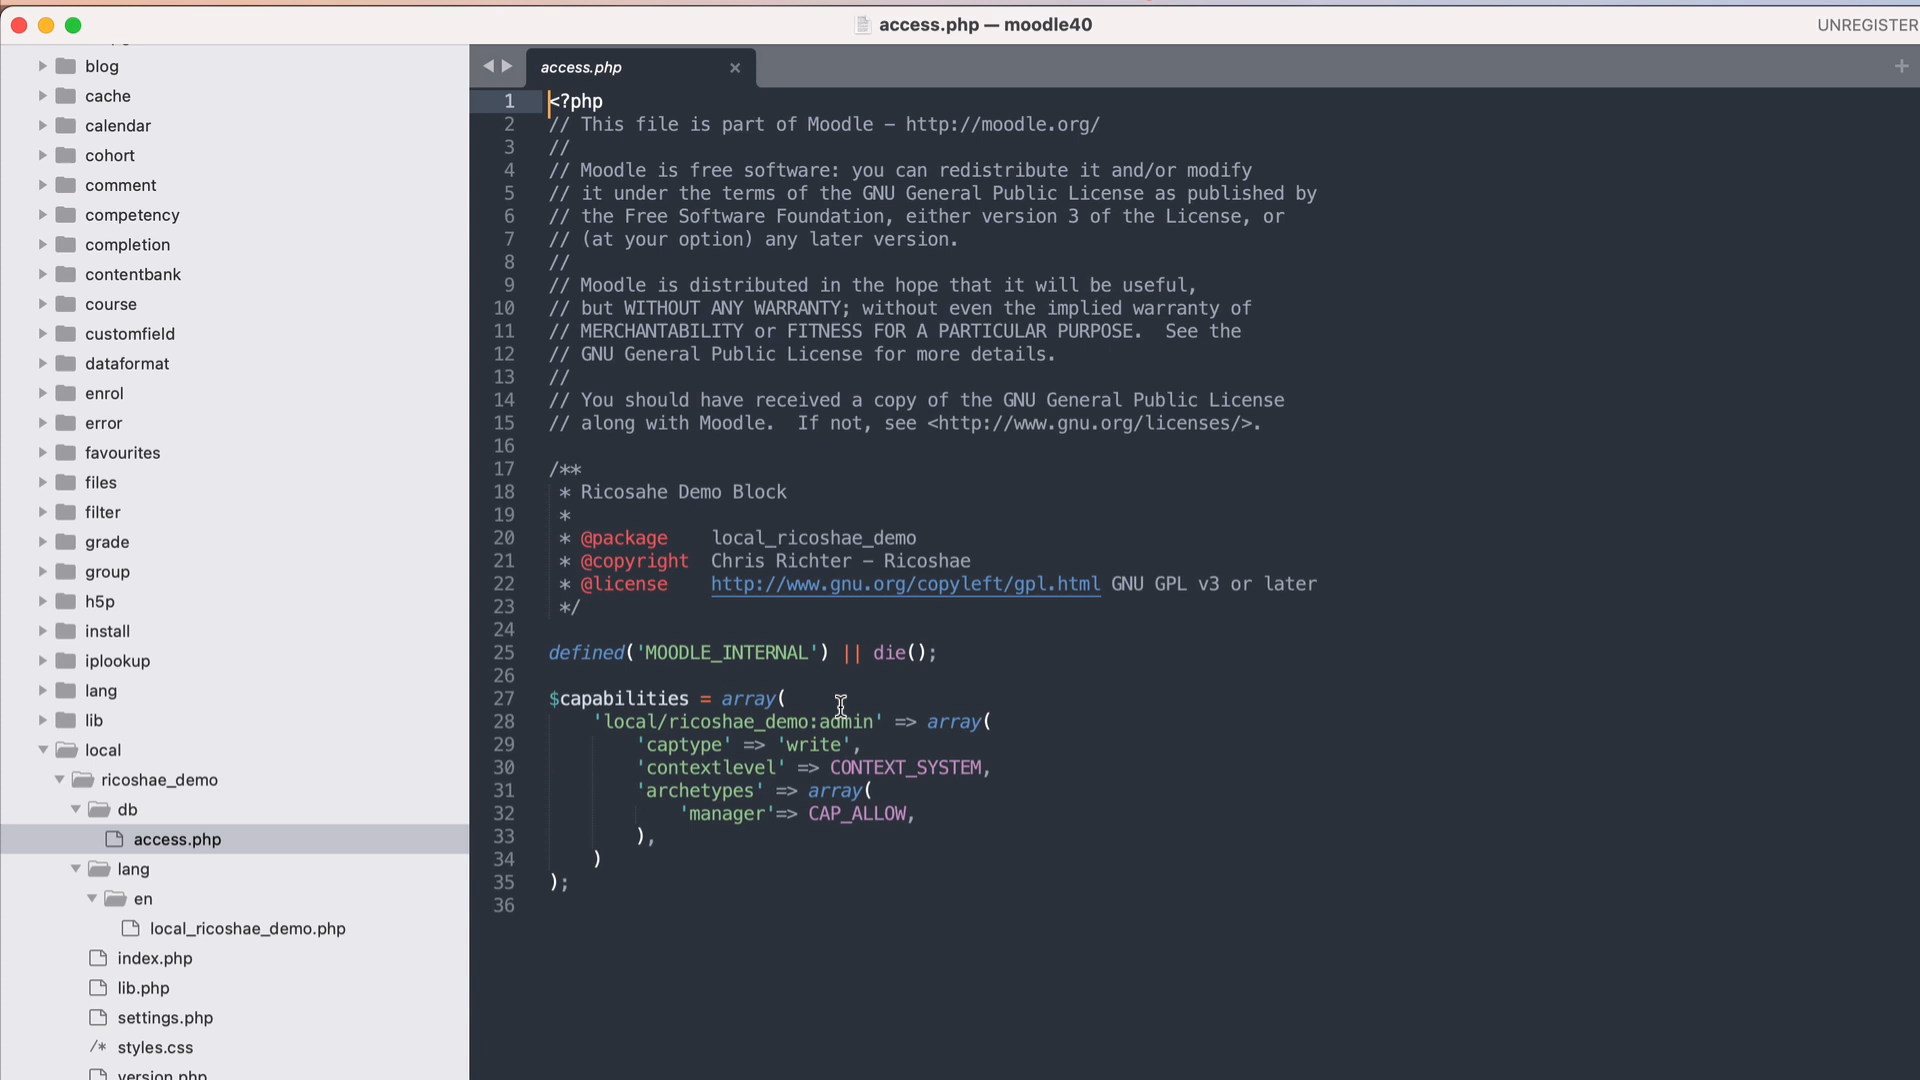 access.php — moodle40
UNREGISTER
blog
cache
calendar
cohort
comment
competency
completion
contentbank
course
customfield
dataformat
enrol
error
favourites
files
filter
grade
group
h5p
install
iplookup
lang
lib
local
ricoshae_demo
db
access.php
lang
en
local_ricoshae_demo.php
index.php
lib.php
settings.php
/* styles.css
version.php
access.php ×
1 <?php
2 // This file is part of Moodle - http://moodle.org/
3 //
4 // Moodle is free software: you can redistribute it and/or modify
5 // it under the terms of the GNU General Public License as published by
6 // the Free Software Foundation, either version 3 of the License, or
7 // (at your option) any later version.
8 //
9 // Moodle is distributed in the hope that it will be useful,
10 // but WITHOUT ANY WARRANTY; without even the implied warranty of
11 // MERCHANTABILITY or FITNESS FOR A PARTICULAR PURPOSE.  See the
12 // GNU General Public License for more details.
13 //
14 // You should have received a copy of the GNU General Public License
15 // along with Moodle.  If not, see <http://www.gnu.org/licenses/>.
16
17 /**
18  * Ricosahe Demo Block
19  *
20  * @package    local_ricoshae_demo
21  * @copyright  Chris Richter - Ricoshae
22  * @license    http://www.gnu.org/copyleft/gpl.html GNU GPL v3 or later
23  */
24
25 defined('MOODLE_INTERNAL') || die();
26
27 $capabilities = array(
28     'local/ricoshae_demo:admin' => array(
29         'captype' => 'write',
30         'contextlevel' => CONTEXT_SYSTEM,
31         'archetypes' => array(
32             'manager'=> CAP_ALLOW,
33         ),
34     )
35 );
36